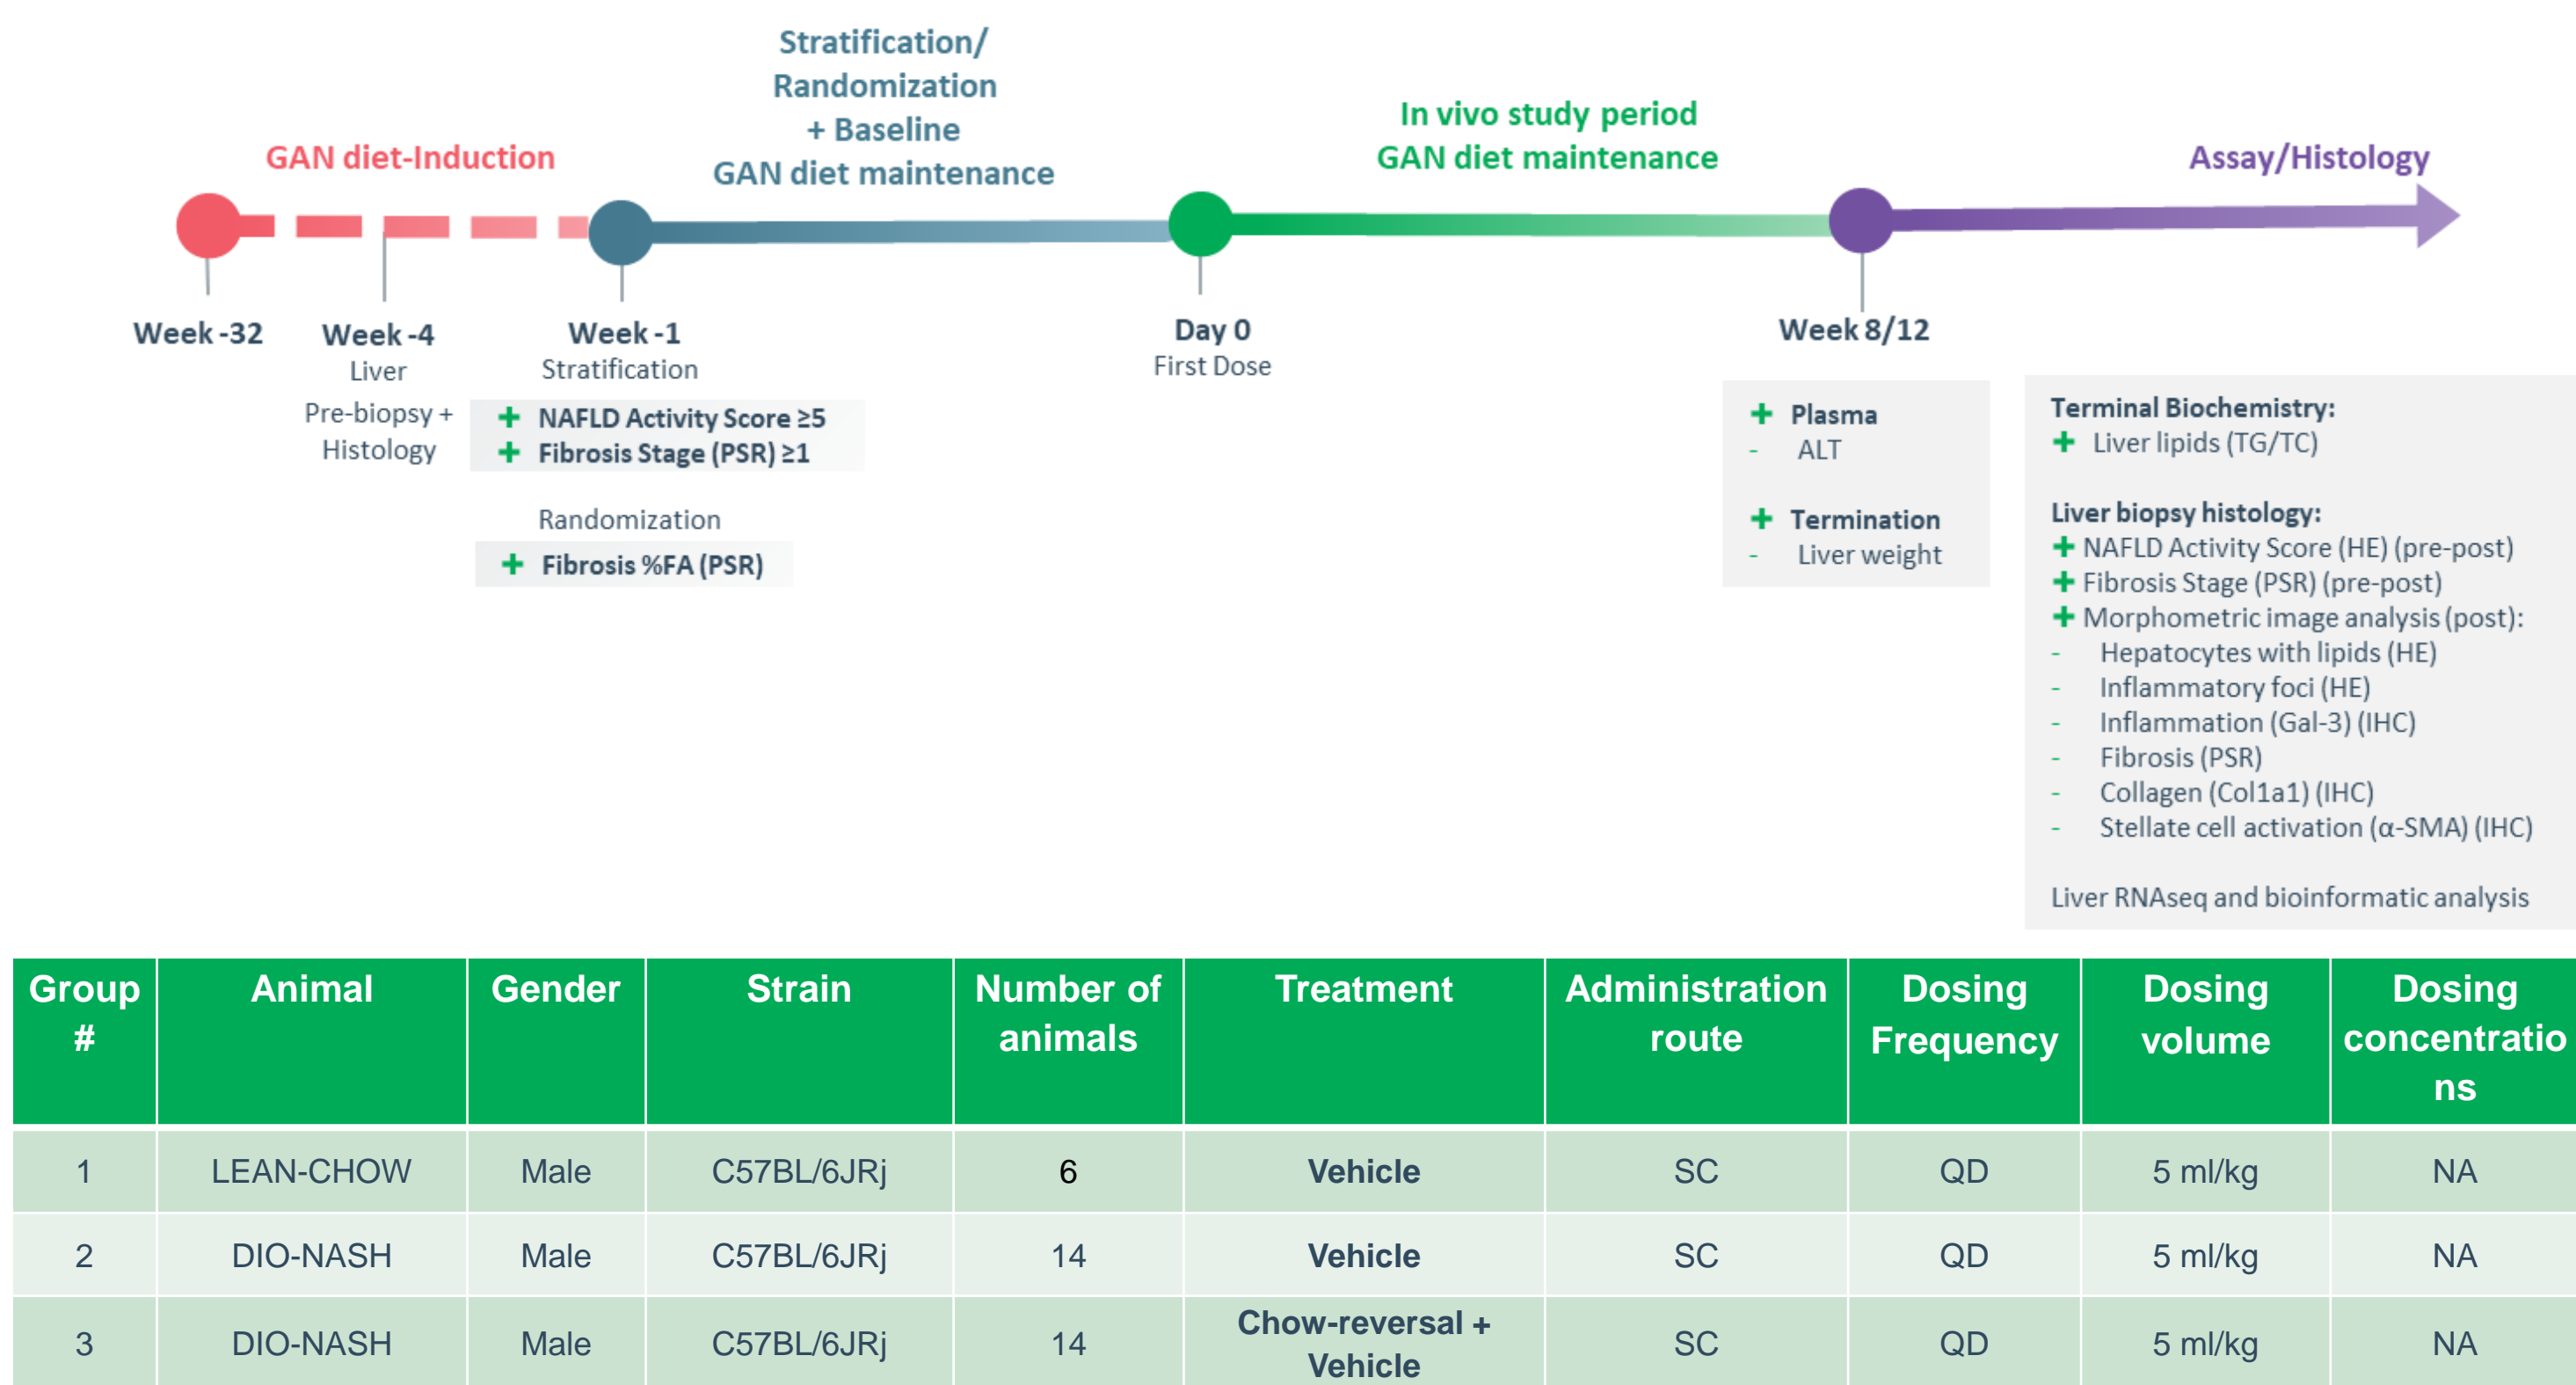 Stratification/
Randomization
+ Baseline
GAN diet maintenance
GAN diet-Induction
In vivo study period
GAN diet maintenance
Assay/Histology
Week -32
Week -4
Liver
Pre-biopsy +
Histology
Week -1
Stratification
+ NAFLD Activity Score ≥5
+ Fibrosis Stage (PSR) ≥1
Randomization
+ Fibrosis %FA (PSR)
Day 0
First Dose
Week 8/12
+ Plasma
- ALT
+ Termination
- Liver weight
Terminal Biochemistry:
+ Liver lipids (TG/TC)
Liver biopsy histology:
+ NAFLD Activity Score (HE) (pre-post)
+ Fibrosis Stage (PSR) (pre-post)
+ Morphometric image analysis (post):
- Hepatocytes with lipids (HE)
- Inflammatory foci (HE)
- Inflammation (Gal-3) (IHC)
- Fibrosis (PSR)
- Collagen (Col1a1) (IHC)
- Stellate cell activation (α-SMA) (IHC)
Liver RNAseq and bioinformatic analysis
Group
#
Animal
Gender
Strain
Number of
animals
Treatment
Administration
route
Dosing
Frequency
Dosing
volume
Dosing
concentratio
ns
1 LEAN-CHOW Male C57BL/6JRj 6 Vehicle SC QD 5 ml/kg NA
2 DIO-NASH Male C57BL/6JRj 14 Vehicle SC QD 5 ml/kg NA
3 DIO-NASH Male C57BL/6JRj 14 Chow-reversal +
Vehicle SC QD 5 ml/kg NA